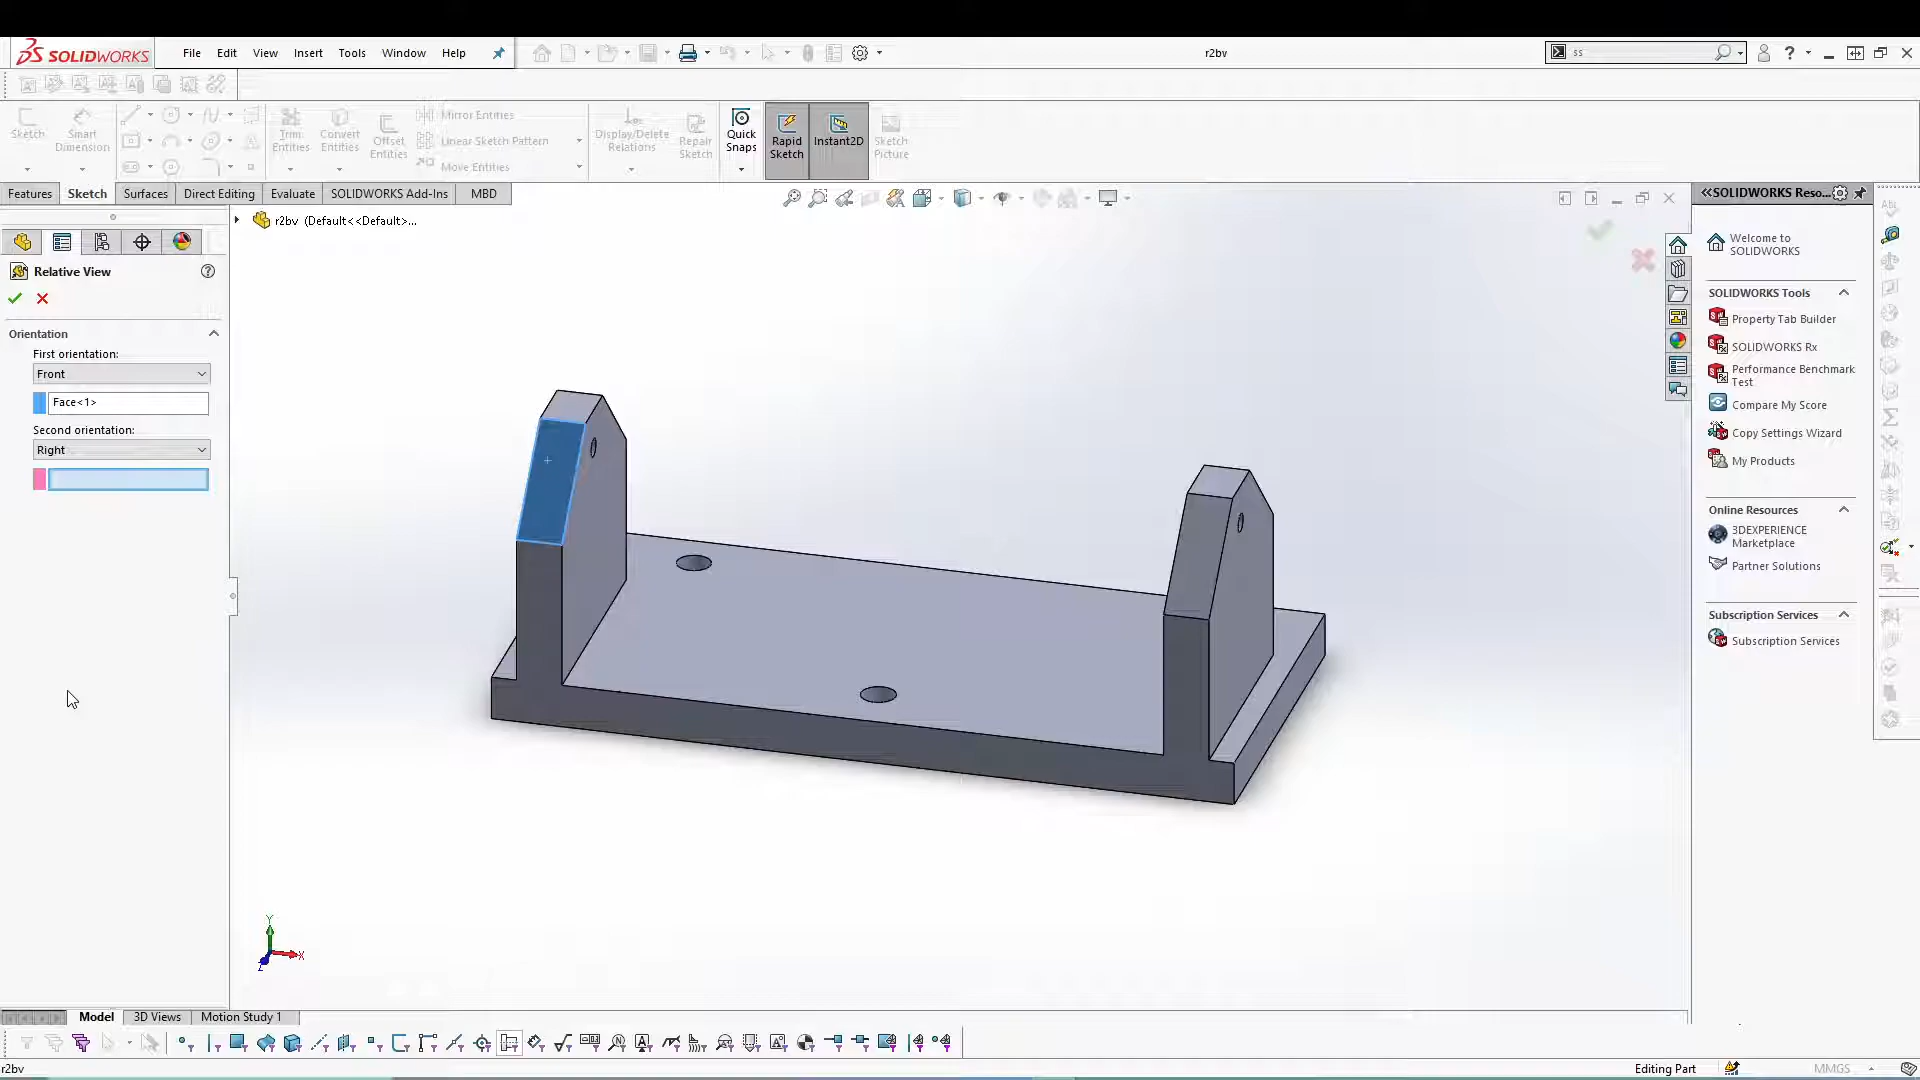 SOLIDWORKS
File Edit View Insert Tools Window Help
r2bv
ss
Sketch
Smart Dimension
Trim Entities
Convert Entities
Offset Entities
Mirror Entities
Linear Sketch Pattern
Move Entities
Display/Delete Relations
Repair Sketch
Quick Snaps
Rapid Sketch
Instant2D
Sketch Picture
Features Sketch Surfaces Direct Editing Evaluate SOLIDWORKS Add-Ins MBD
r2bv (Default<<Default>...
Relative View
Orientation
First orientation:
Front
Face<1>
Second orientation:
Right
Y
X
Z
SOLIDWORKS Reso...
Welcome to
SOLIDWORKS
SOLIDWORKS Tools
Property Tab Builder
SOLIDWORKS Rx
Performance Benchmark
Test
Compare My Score
Copy Settings Wizard
My Products
Online Resources
3DEXPERIENCE
Marketplace
Partner Solutions
Subscription Services
Subscription Services
Model 3D Views Motion Study 1
r2bv
Editing Part
MMGS